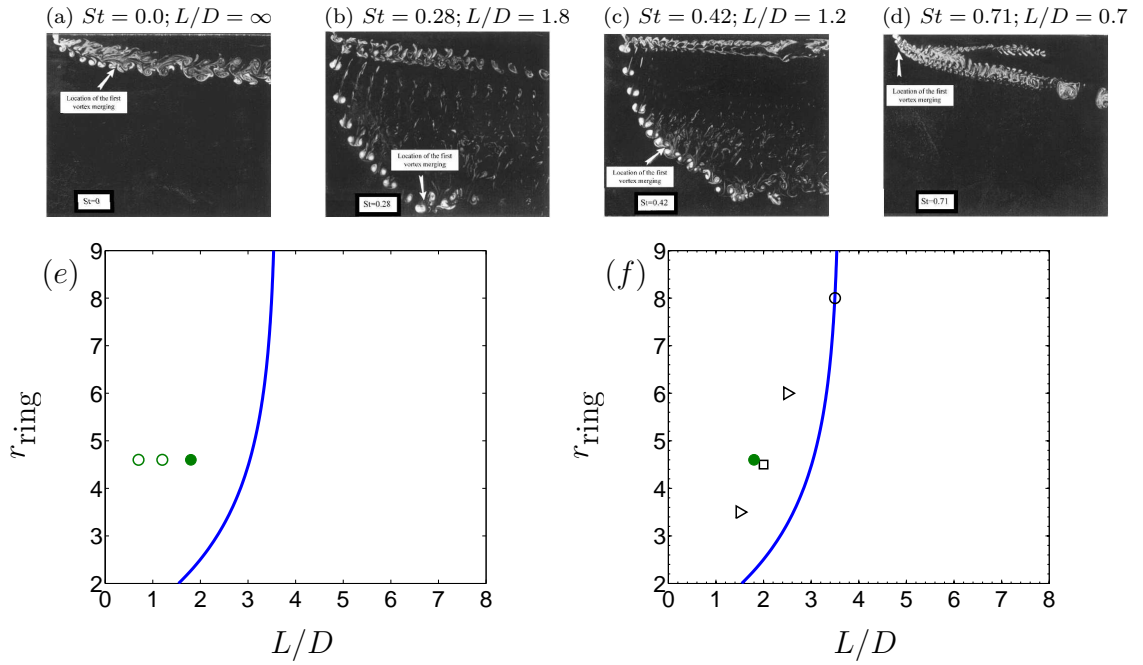 (a) St = 0.0; L/D = ∞
(b) St = 0.28; L/D = 1.8
(c) St = 0.42; L/D = 1.2
(d) St = 0.71; L/D = 0.7
Location of the first
vortex merging
St=0
Location of the first
vortex merging
St=0.28
Location of the first
vortex merging
St=0.42
Location of the first
vortex merging
St=0.71
(e)
9
8
7
6
5
4
3
2
0 1 2 3 4 5 6 7 8
r_ring
L/D
(f)
9
8
7
6
5
4
3
2
0 1 2 3 4 5 6 7 8
r_ring
L/D